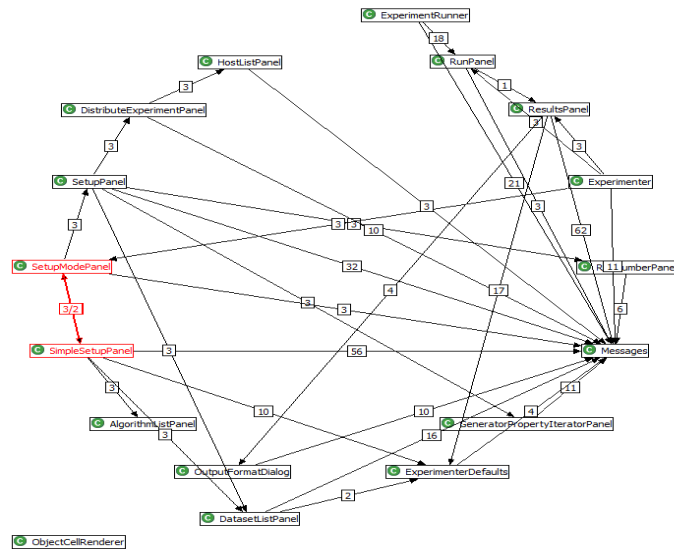 C ExperimentRunner
18
C HostListPanel
C RunPanel
3
1
C DistributeExperimentPanel
C ResultsPanel
3
3
3
C SetupPanel
21
C Experimenter
3
3
3
3
3
10
62
C SetupModePanel
32
11
4
17
3/2
3
3
6
C SimpleSetupPanel
3
56
C Messages
3
4
11
10
10
C AlgorithmListPanel
C GeneratorPropertyIteratorPanel
3
16
C OutputFormatDialog
C ExperimenterDefaults
2
C DatasetListPanel
C ObjectCellRenderer